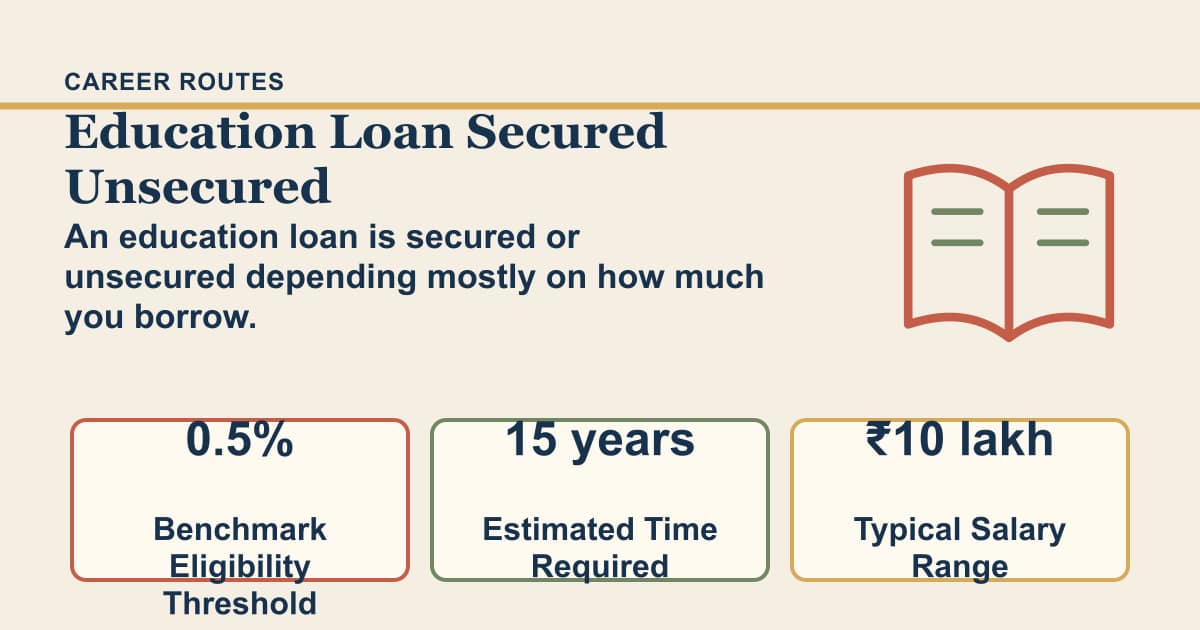 CAREER ROUTES
Education Loan Secured
Unsecured
An education loan is secured or
unsecured depending mostly on how much
you borrow.
0.5%
Benchmark
Eligibility
Threshold
15 years
Estimated Time
Required
₹10 lakh
Typical Salary
Range